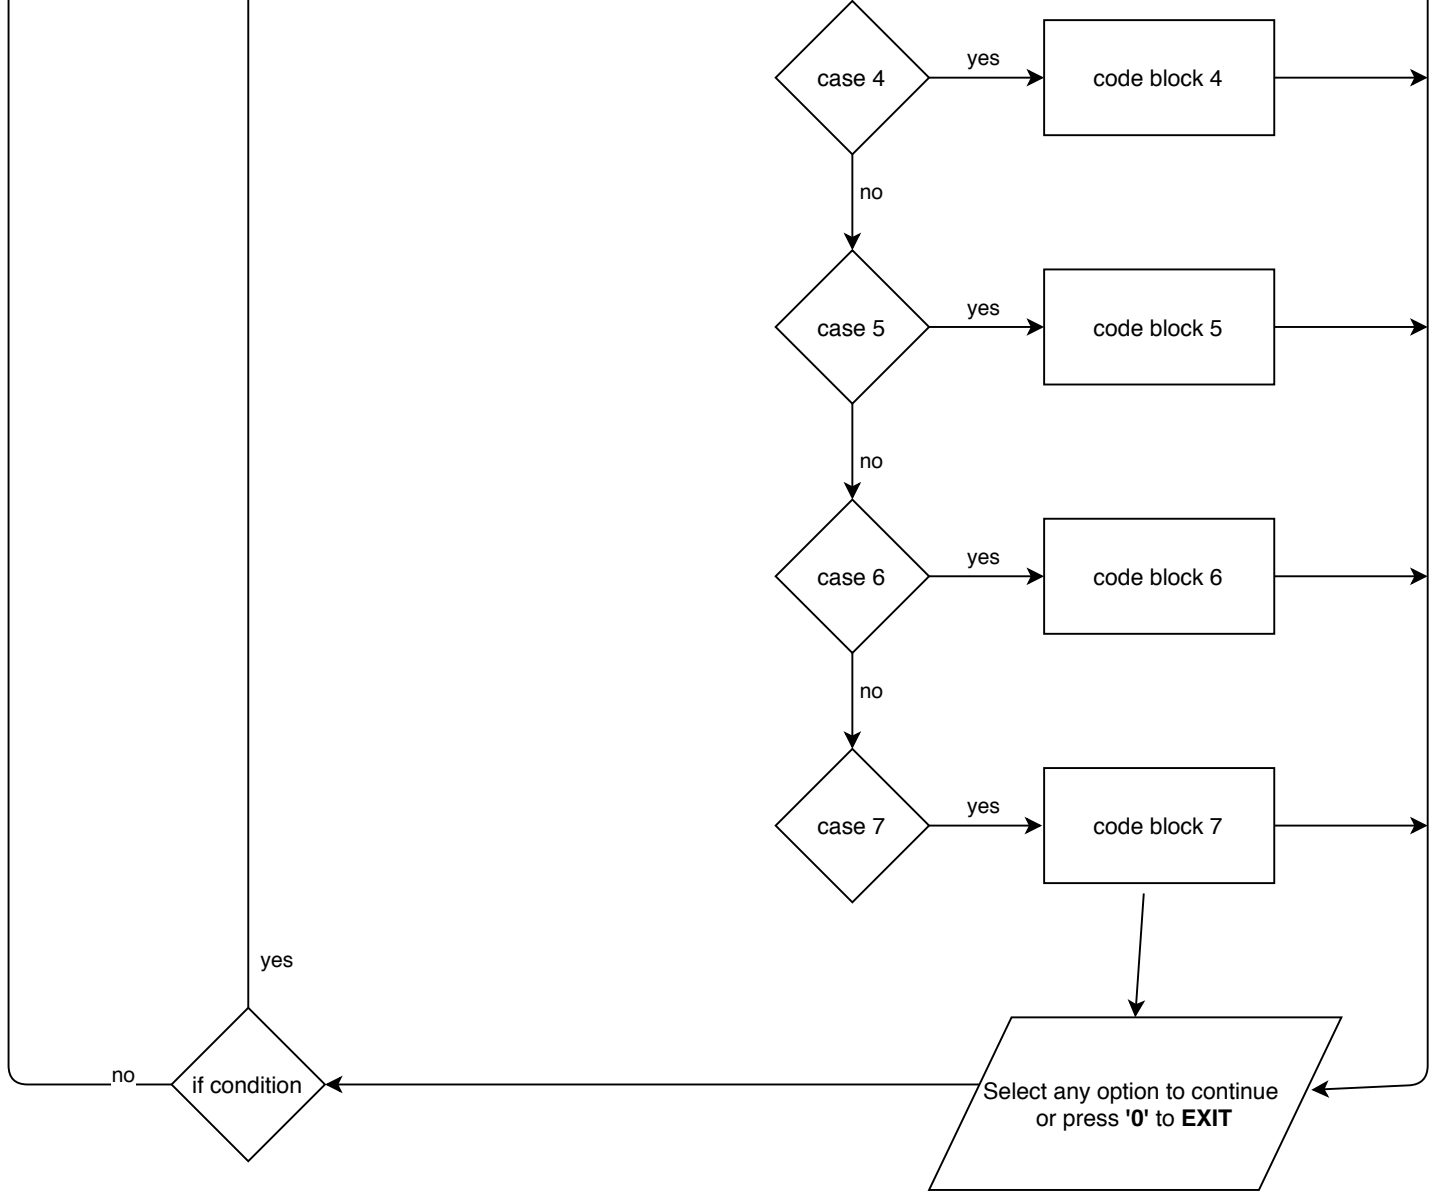 yes
case 4
code block 4
no
yes
case 5
code block 5
no
yes
case 6
code block 6
no
yes
case 7
code block 7
yes
no
if condition
Select any option to continue
or press '0' to EXIT